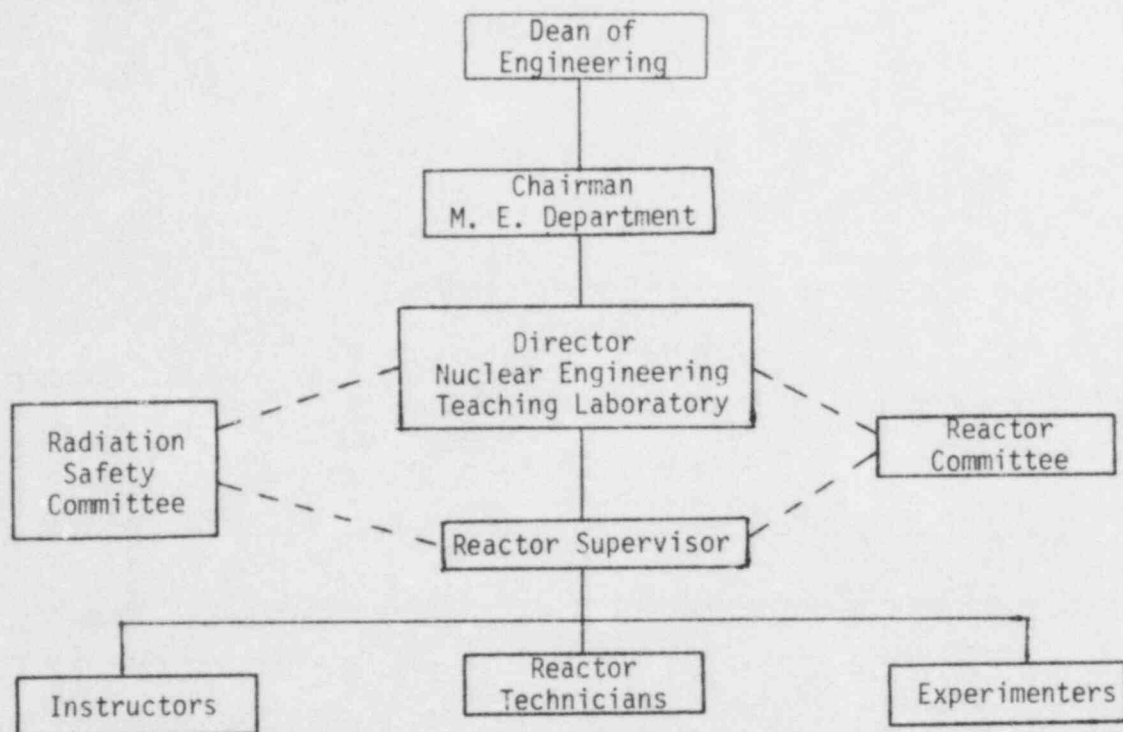 Dean of
Engineering
Chairman
M. E. Department
Director
Nuclear Engineering
Teaching Laboratory
Radiation
Safety
Committee
Reactor
Committee
Reactor Supervisor
Instructors
Reactor
Technicians
Experimenters